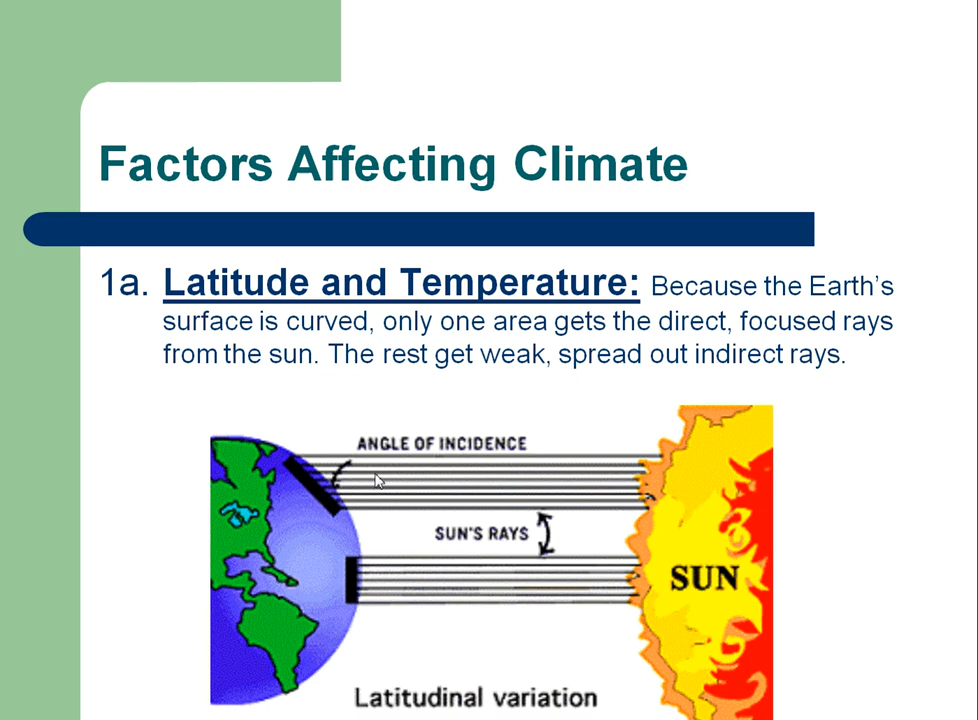 Factors Affecting Climate
1a. Latitude and Temperature: Because the Earth's
surface is curved, only one area gets the direct, focused rays
from the sun. The rest get weak, spread out indirect rays.
ANGLE OF INCIDENCE
SUN'S RAYS
SUN
Latitudinal variation